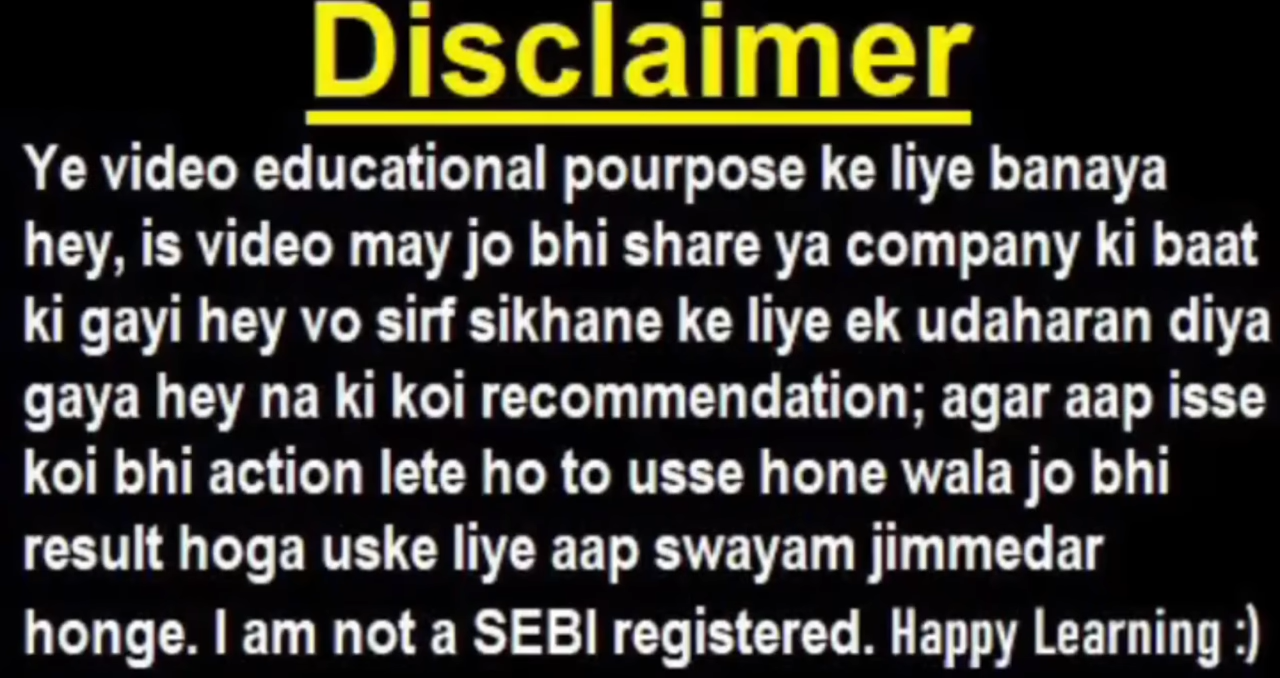 Disclaimer
Ye video educational pourpose ke liye banaya
hey, is video may jo bhi share ya company ki baat
ki gayi hey vo sirf sikhane ke liye ek udaharan diya
gaya hey na ki koi recommendation; agar aap isse
koi bhi action lete ho to usse hone wala jo bhi
result hoga uske liye aap swayam jimmedar
honge. I am not a SEBI registered. Happy Learning :)